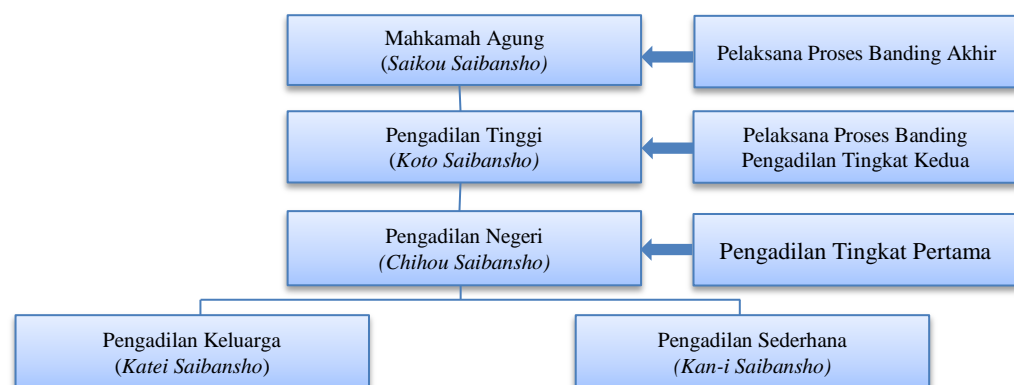 Mahkamah Agung
(Saikou Saibansho)
Pelaksana Proses Banding Akhir
Pengadilan Tinggi
(Koto Saibansho)
Pelaksana Proses Banding
Pengadilan Tingkat Kedua
Pengadilan Negeri
(Chihou Saibansho)
Pengadilan Tingkat Pertama
Pengadilan Keluarga
(Katei Saibansho)
Pengadilan Sederhana
(Kan-i Saibansho)